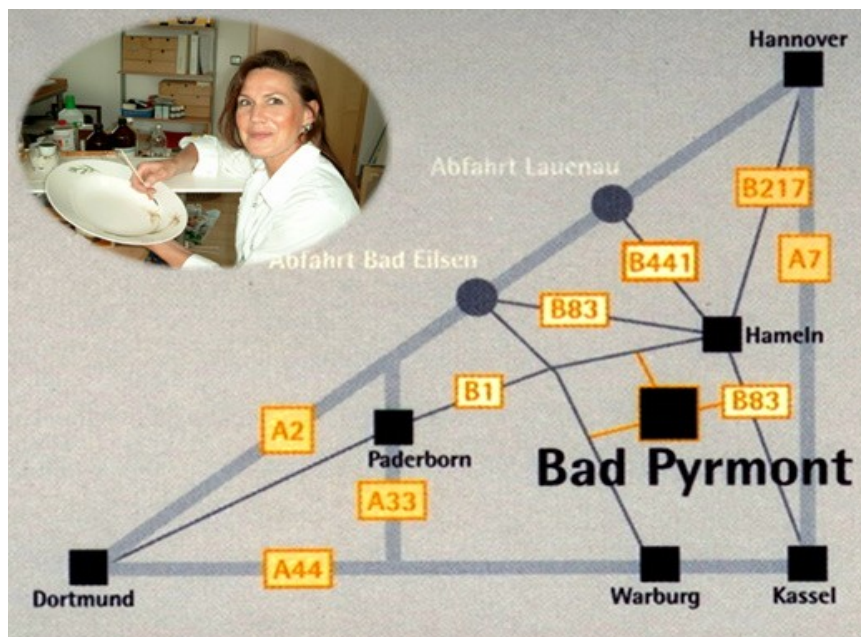 Hannover
Abfahrt Lauenau
B217
Abfahrt Bad Eilsen
B441
A7
B83
Hameln
B1
B83
A2
Paderborn
Bad Pyrmont
A33
A44
Dortmund
Warburg
Kassel